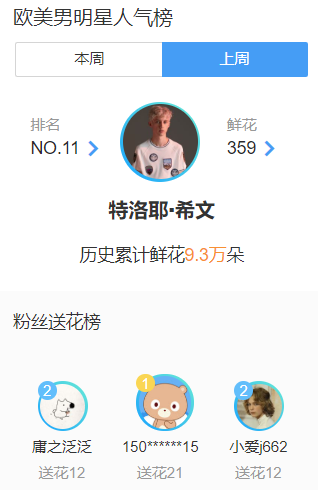 欧美男明星人气榜
本周 上周
排名 鲜花
NO.11 359
特洛耶·希文
历史累计鲜花9.3万朵
粉丝送花榜
2 1 2
庸之泛泛 150******15 小爱j662
送花12 送花21 送花12